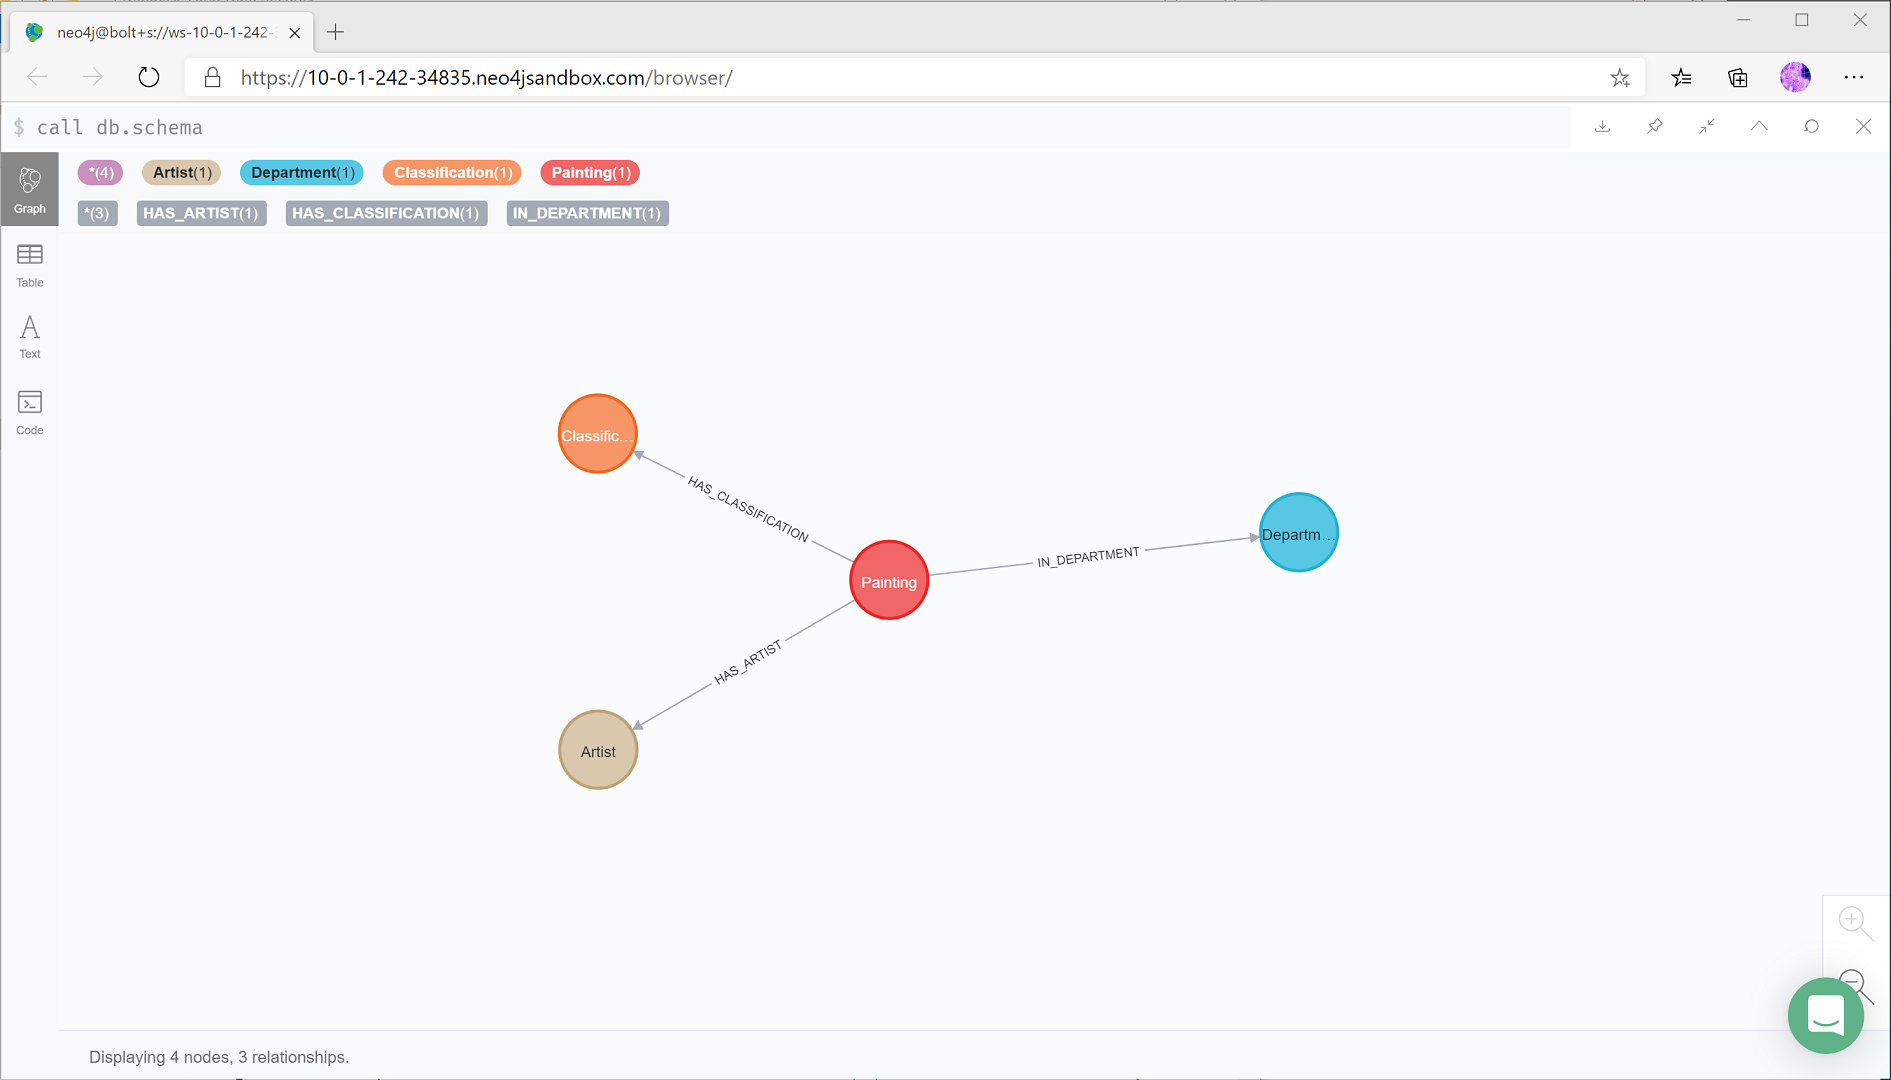 neo4j@bolt+s://ws-10-0-1-242-
https://10-0-1-242-34835.neo4jsandbox.com/browser/
$ call db.schema
*(4) Artist(1) Department(1) Classification(1) Painting(1)
*(3) HAS_ARTIST(1) HAS_CLASSIFICATION(1) IN_DEPARTMENT(1)
Graph
Table
Text
Code
Classific...
HAS_CLASSIFICATION
Departm...
IN_DEPARTMENT
Painting
HAS_ARTIST
Artist
Displaying 4 nodes, 3 relationships.